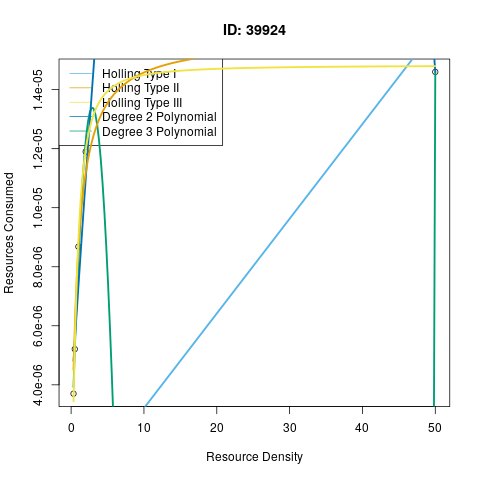 ID: 39924
Resources Consumed
1.4e-05
1.2e-05
1.0e-05
8.0e-06
6.0e-06
4.0e-06
Holling Type I
Holling Type II
Holling Type III
Degree 2 Polynomial
Degree 3 Polynomial
0 10 20 30 40 50
Resource Density